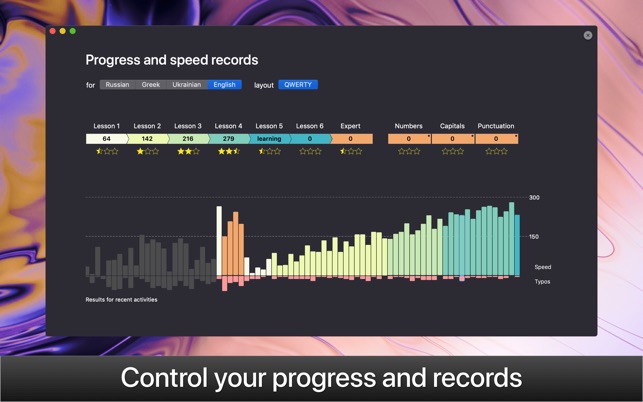 Progress and speed records
for Russian Greek Ukrainian English layout QWERTY
Lesson 1 Lesson 2 Lesson 3 Lesson 4 Lesson 5 Lesson 6 Expert Numbers Capitals Punctuation
64 142 216 279 learning 0 0 0 0 0
300
150
Speed
Typos
Results for recent activities
Control your progress and records